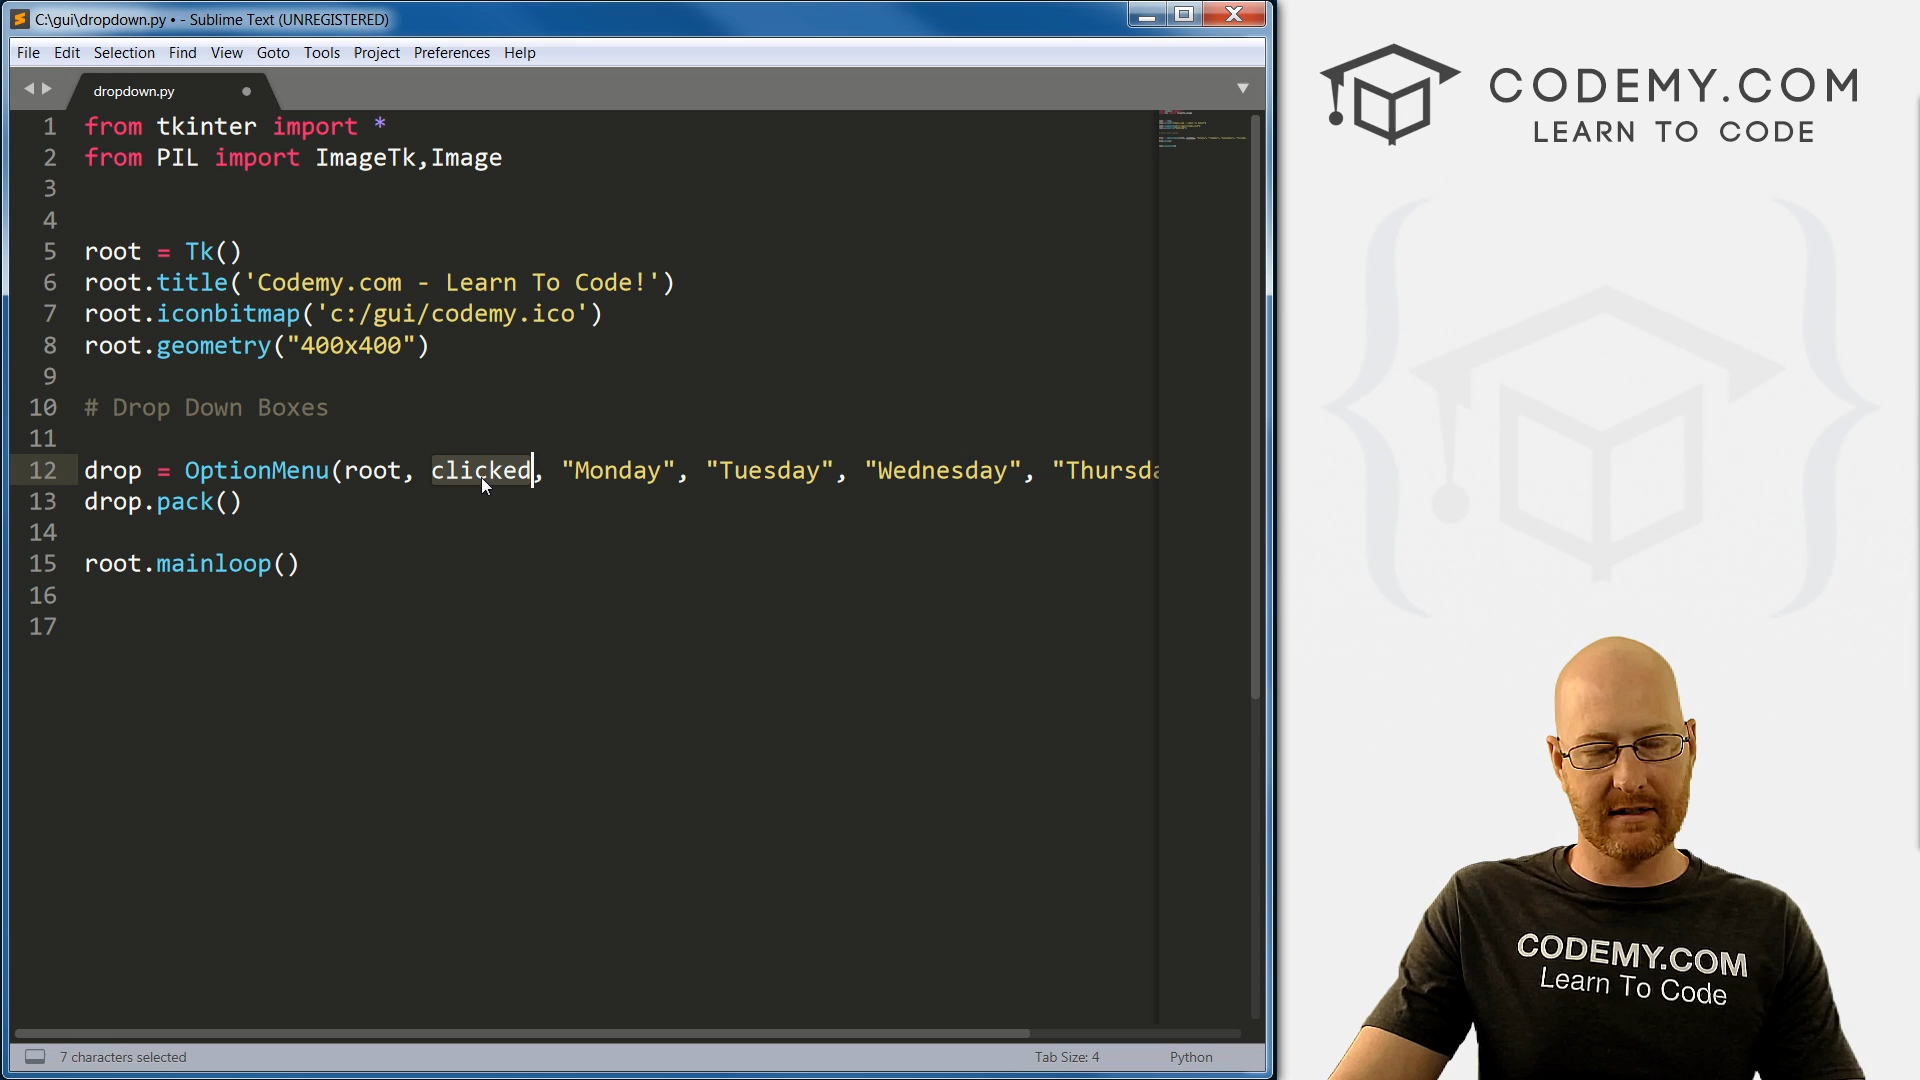 C:\gui\dropdown.py • - Sublime Text (UNREGISTERED)
File Edit Selection Find View Goto Tools Project Preferences Help
dropdown.py
1 from tkinter import *
2 from PIL import ImageTk,Image
3
4
5 root = Tk()
6 root.title('Codemy.com - Learn To Code!')
7 root.iconbitmap('c:/gui/codemy.ico')
8 root.geometry("400x400")
9
10 # Drop Down Boxes
11
12 drop = OptionMenu(root, clicked, "Monday", "Tuesday", "Wednesday", "Thursda
13 drop.pack()
14
15 root.mainloop()
16
17
7 characters selected Tab Size: 4 Python
CODEMY.COM
LEARN TO CODE
CODEMY.COM
Learn To Code